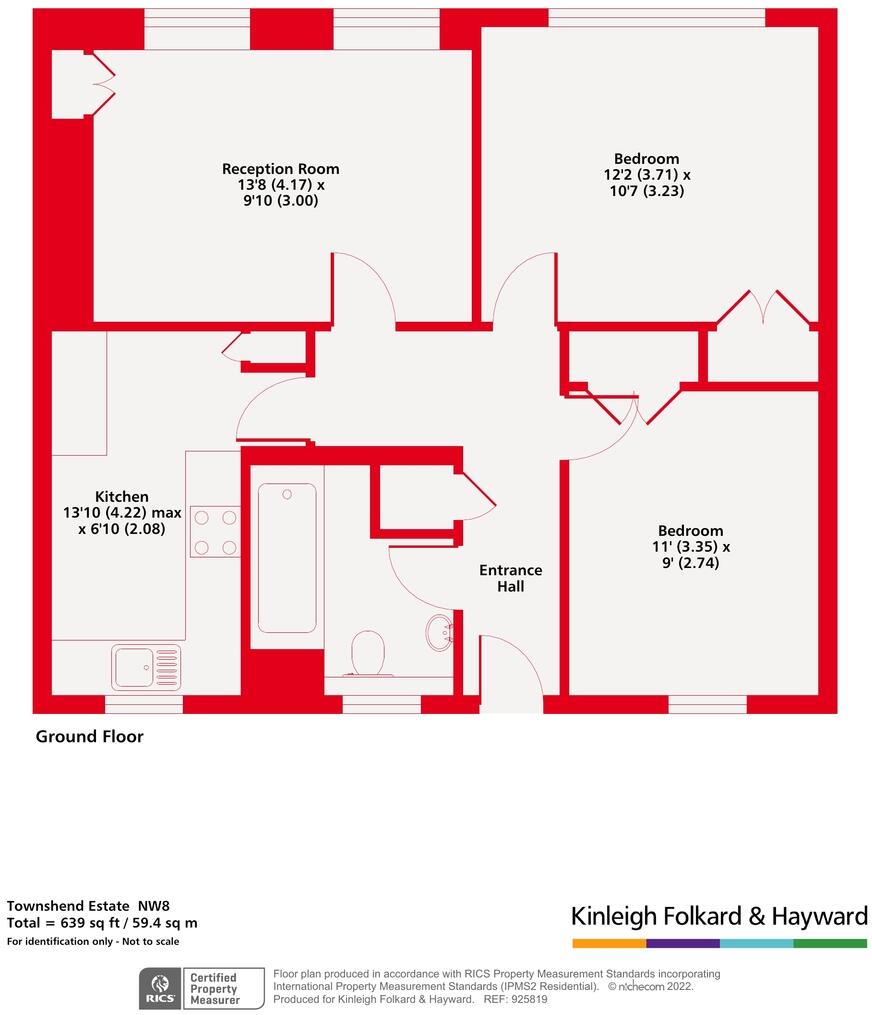 Reception Room
13'8 (4.17) x
9'10 (3.00)
Bedroom
12'2 (3.71) x
10'7 (3.23)
Kitchen
13'10 (4.22) max
x 6'10 (2.08)
Entrance
Hall
Bedroom
11' (3.35) x
9' (2.74)
Ground Floor
Townshend Estate NW8
Total = 639 sq ft / 59.4 sq m
For identification only - Not to scale
Kinleigh Folkard & Hayward
RICS
Certified
Property
Measurer
Floor plan produced in accordance with RICS Property Measurement Standards incorporating
International Property Measurement Standards (IPMS2 Residential). © nichecom 2022.
Produced for Kinleigh Folkard & Hayward. REF: 925819